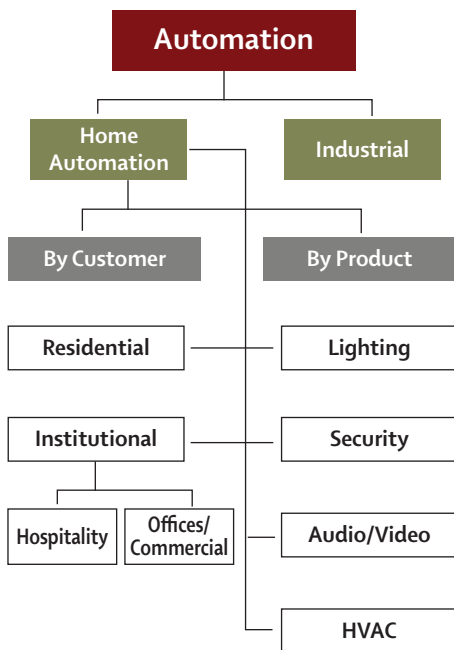 Automation
Home
Automation
Industrial
By Customer
By Product
Residential
Lighting
Institutional
Security
Hospitality
Offices/
Commercial
Audio/Video
HVAC